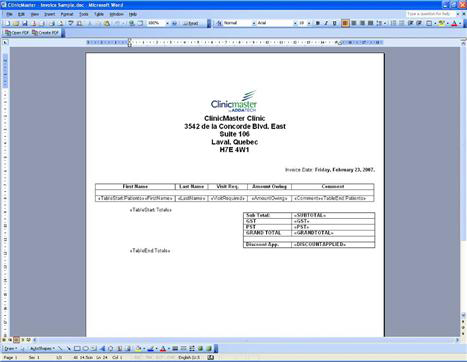 ClinicMaster - Invoice Sample.doc - Microsoft Word
File Edit View Insert Format Tools Table Window Help Type a question for help
100% Read Normal Arial 10
Open PDF Create PDF
Clinicmaster
by ADDATECH
ClinicMaster Clinic
3542 de la Concorde Blvd. East
Suite 106
Laval, Quebec
H7E 4W1
Invoice Date: Friday, February 23, 2007.
First Name Last Name Visit Req. Amount Owing Comment
«TableStart:Patients»«FirstName» «LastName» «VisitRequired» «AmountOwing» «Comment»«TableEnd:Patients»
«TableStart:Totals»
Sub Total: «SUBTOTAL»
GST «GST»
PST «PST»
GRAND TOTAL «GRANDTOTAL»
Discount App. «DISCOUNTAPPLIED»
«TableEnd:Totals»
Draw AutoShapes
Page 1 Sec 1 1/1 At 14.5cm Ln 24 Col 1 English (U.S